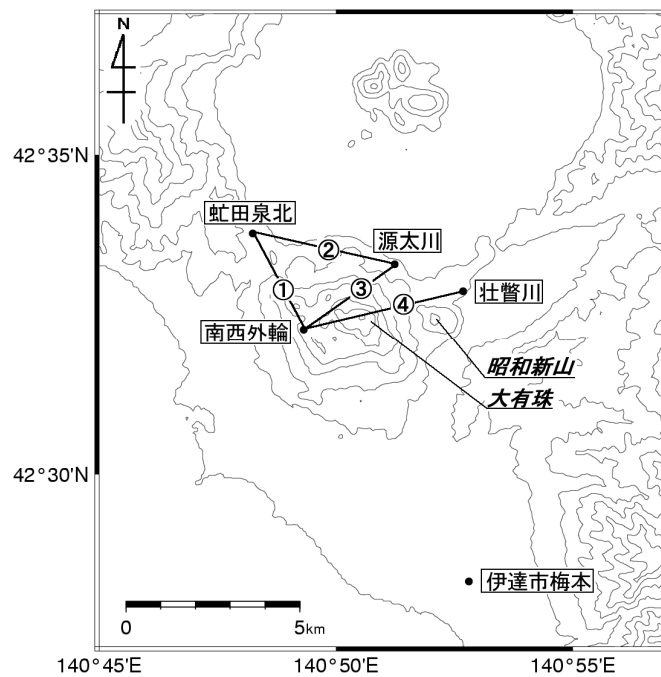 N
42°35'N
虻田泉北
源太川
②
①
③
④
壮瞥川
南西外輪
昭和新山
大有珠
42°30'N
伊達市梅本
0
5km
140°45'E
140°50'E
140°55'E